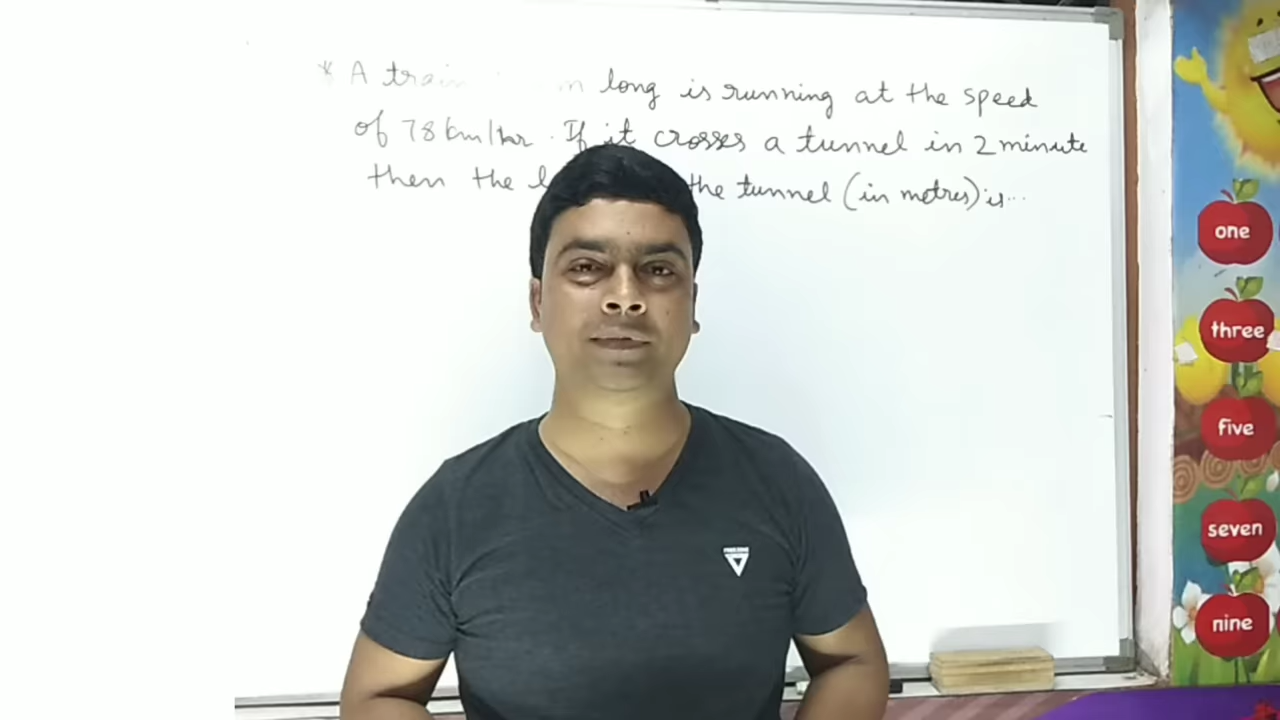 * A train m long is running at the speed
of 78 km/hr. If it crosses a tunnel in 2 minute
then the the tunnel (in metres) is...
one
three
five
seven
nine